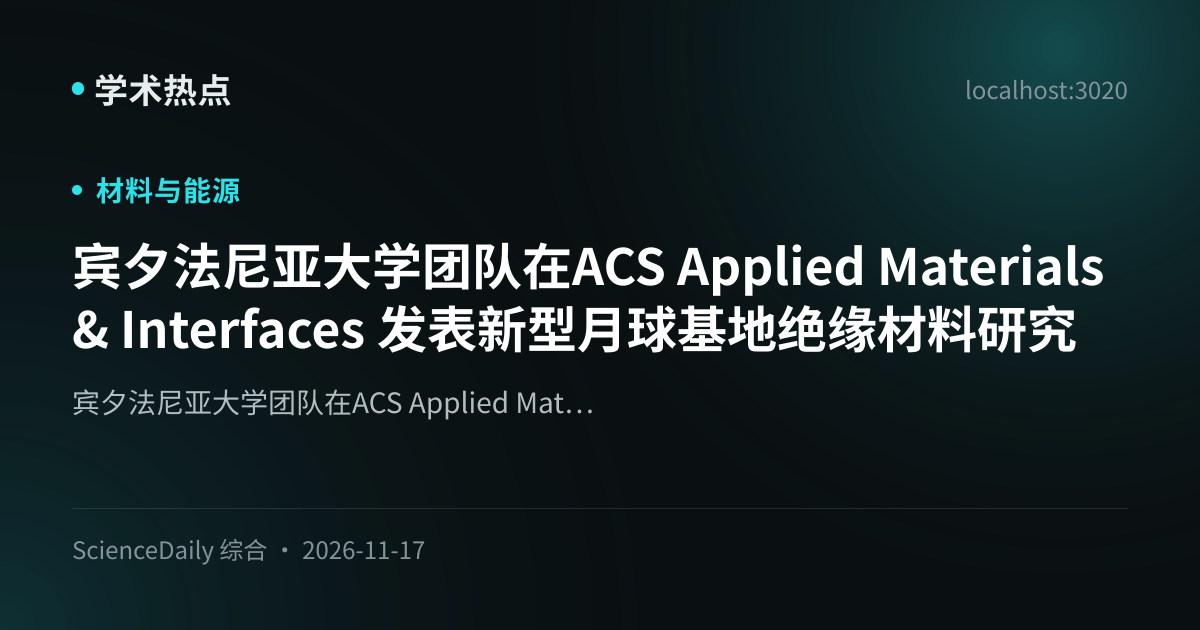 学术热点
localhost:3020
材料与能源
宾夕法尼亚大学团队在ACS Applied Materials
& Interfaces 发表新型月球基地绝缘材料研究
宾夕法尼亚大学团队在ACS Applied Mat…
ScienceDaily 综合 · 2026-11-17